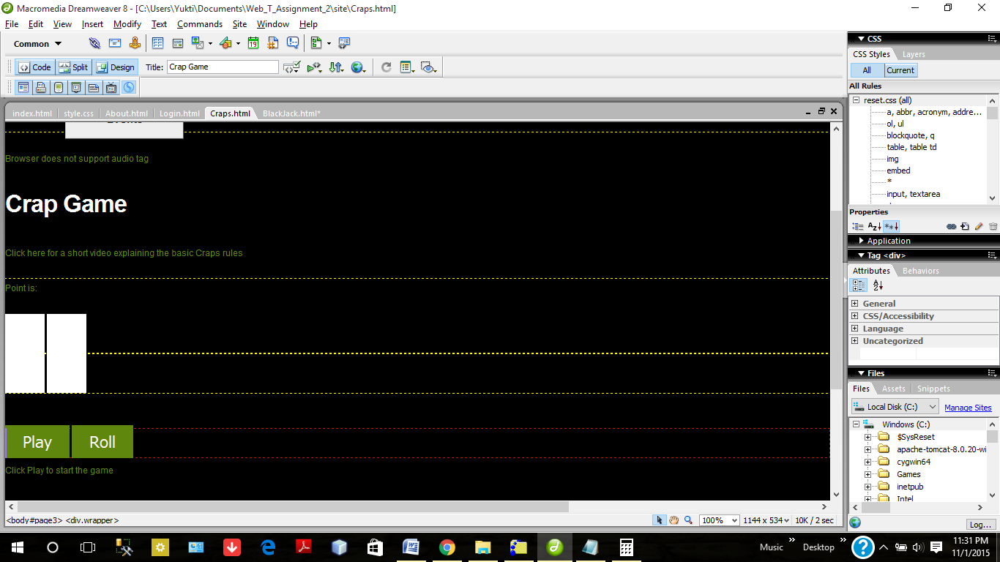 Macromedia Dreamweaver 8 - [C:\Users\Yukti\Documents\Web_T_Assignment_2\site\Craps.html]
File Edit View Insert Modify Text Commands Site Window Help
Common
19
Code Split Design Title: Crap Game
index.html style.css About.html Login.html Craps.html BlackJack.html*
Browser does not support audio tag
Crap Game
Click here for a short video explaining the basic Craps rules
Point is:
Play Roll
Click Play to start the game
<body#page3> <div.wrapper>
100% 1144 x 534 10K / 2 sec
CSS
CSS Styles Layers
All Current
All Rules
reset.css (all)
a, abbr, acronym, addre...
ol, ul
blockquote, q
table, table td
img
embed
*
input, textarea
Properties
Application
Tag <div>
Attributes Behaviors
General
CSS/Accessibility
Language
Uncategorized
Files
Files Assets Snippets
Local Disk (C:) Manage Sites
Windows (C:)
$SysReset
apache-tomcat-8.0.20-wi
cygwin64
Games
inetpub
Intel
Log...
Music Desktop
11:31 PM
11/1/2015